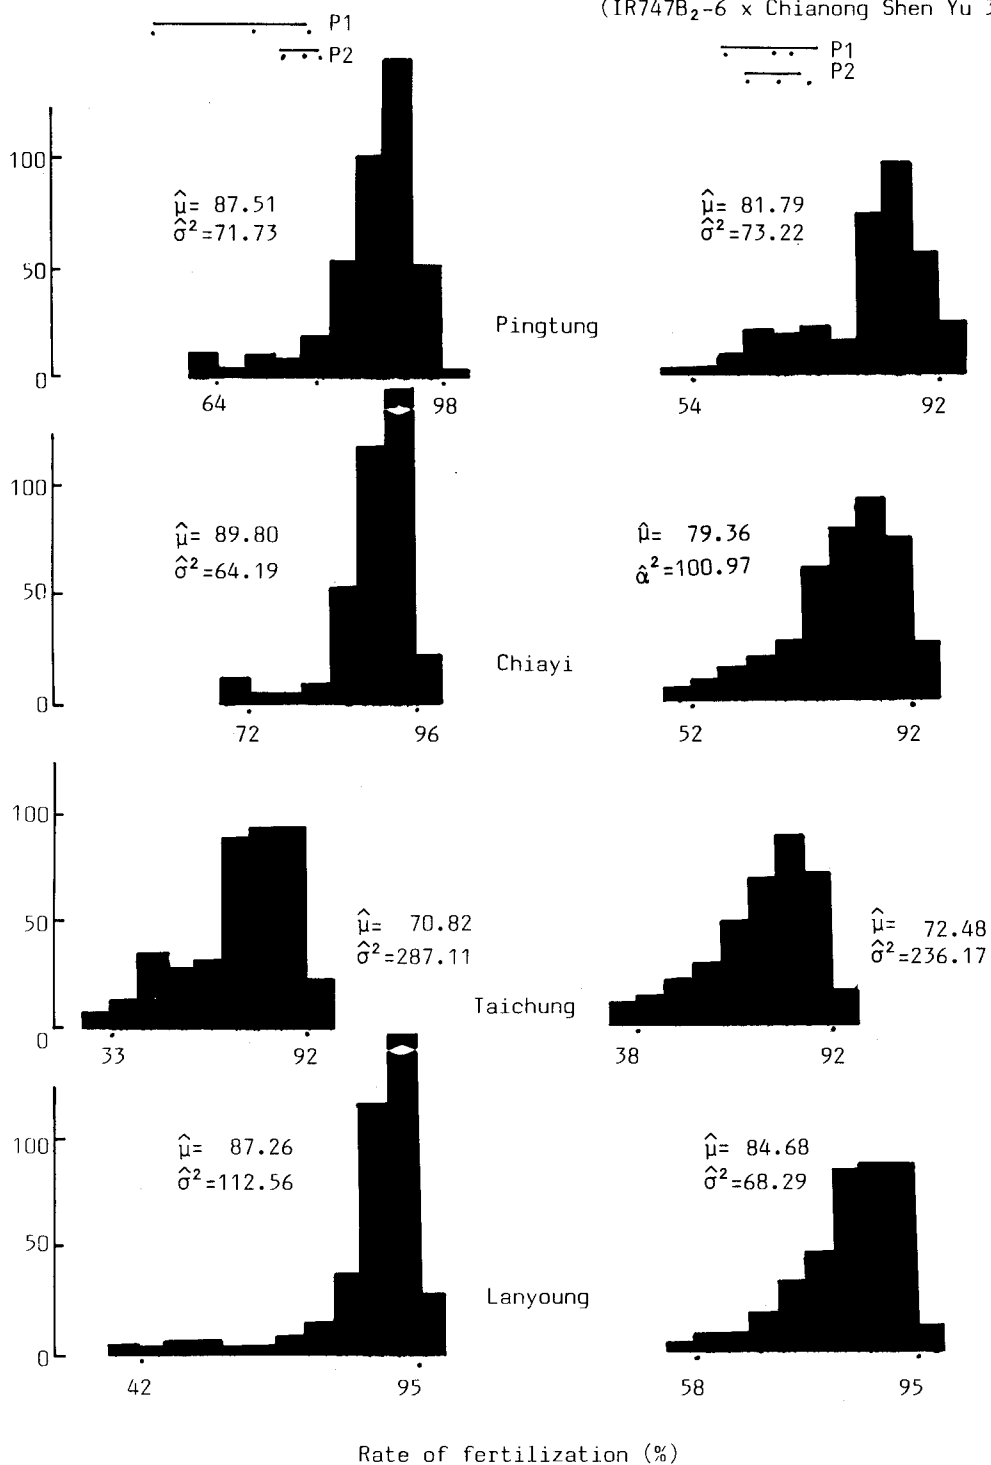 (IR747B₂-6 x Chianong Shen Yu
P1
P2
P1
P2
100
50
0
μ̂= 87.51
σ̂²=71.73
μ̂= 81.79
σ̂²=73.22
Pingtung
64
98
54
92
100
50
0
μ̂= 89.80
σ̂²=64.19
μ̂= 79.36
α̂²=100.97
Chiayi
72
96
52
92
100
50
0
μ̂= 70.82
σ̂²=287.11
μ̂= 72.48
σ̂²=236.17
Taichung
33
92
38
92
100
50
0
μ̂= 87.26
σ̂²=112.56
μ̂= 84.68
σ̂²=68.29
Lanyoung
42
95
58
95
Rate of fertilization (%)